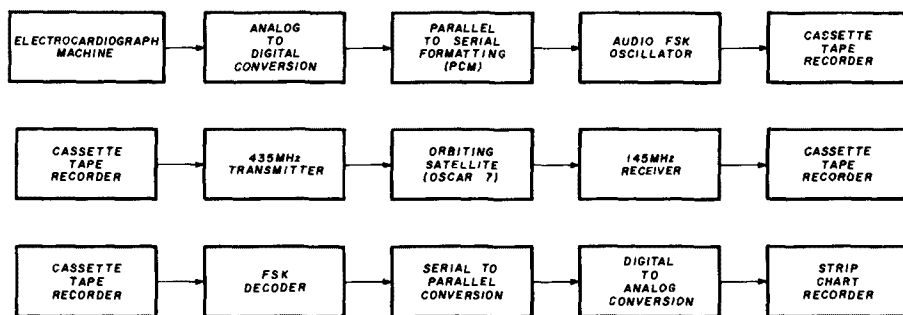 ELECTROCARDIOGRAPH
MACHINE
ANALOG
TO
DIGITAL
CONVERSION
PARALLEL
TO SERIAL
FORMATTING
(PCM)
AUDIO FSK
OSCILLATOR
CASSETTE
TAPE
RECORDER
CASSETTE
TAPE
RECORDER
435MHz
TRANSMITTER
ORBITING
SATELLITE
(OSCAR 7)
145MHz
RECEIVER
CASSETTE
TAPE
RECORDER
CASSETTE
TAPE
RECORDER
FSK
DECODER
SERIAL TO
PARALLEL
CONVERSION
DIGITAL
TO
ANALOG
CONVERSION
STRIP
CHART
RECORDER